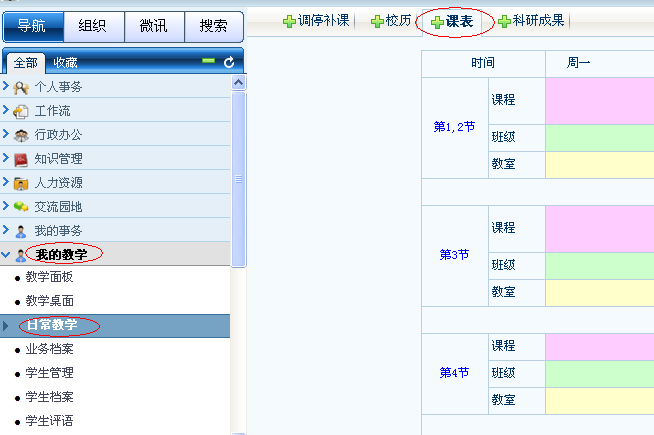 导航 组织 微讯 搜索
全部 收藏
个人事务
工作流
行政办公
知识管理
人力资源
交流园地
我的事务
我的教学
教学面板
教学桌面
日常教学
业务档案
学生管理
学生档案
学生评语
调停补课 校历 课表 科研成果
时间 周一
第1,2节 课程
班级
教室
第3节 课程
班级
教室
第4节 课程
班级
教室